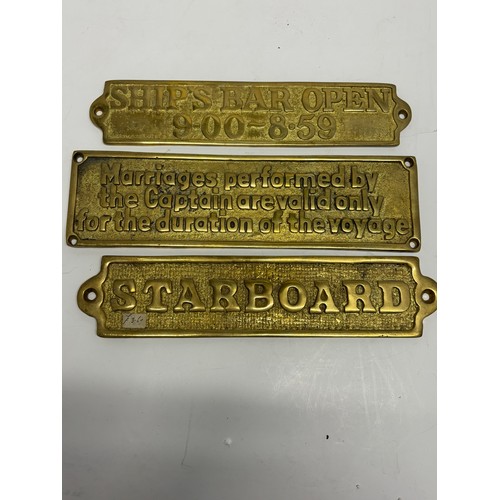 SHIP'S BAR OPEN
9·00-8·59
Marriages performed by
the Captain are valid only
for the duration of the voyage
STARBOARD